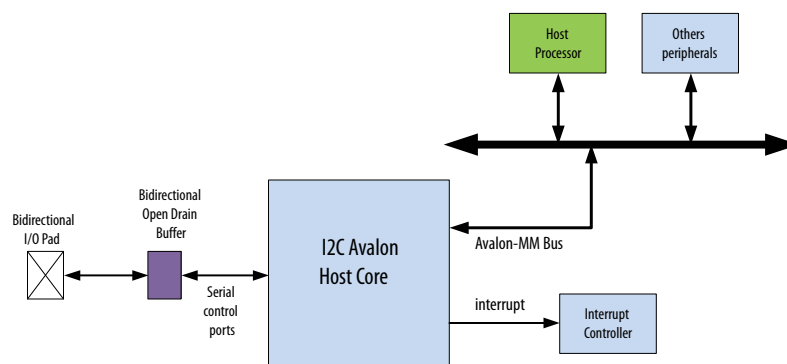 Host
Processor
Others
peripherals
Bidirectional
Open Drain
Buffer
Bidirectional
I/O Pad
I2C Avalon
Host Core
Avalon-MM Bus
Serial
control
ports
interrupt
Interrupt
Controller